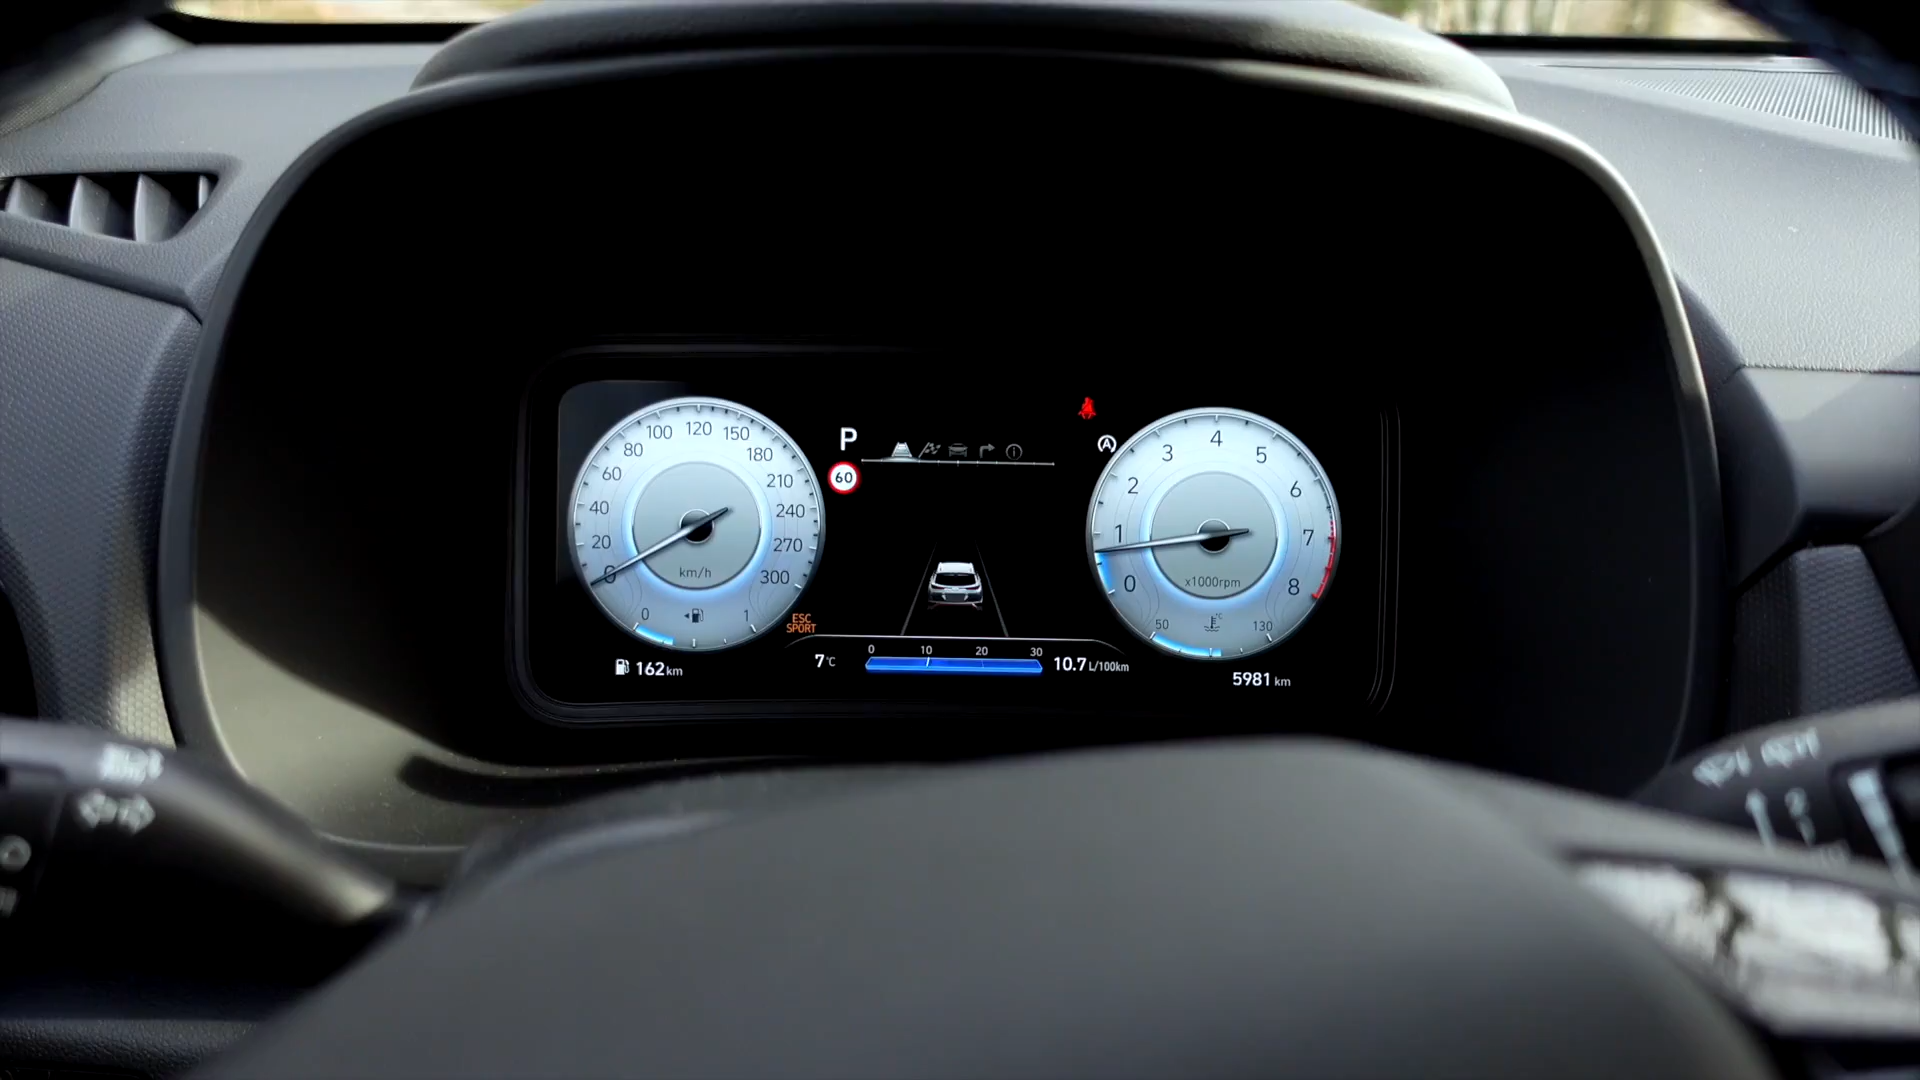 0 20 40 60 80 100 120 150 180 210 240 270 300
km/h
0 1
162 km
P
60
ESC
SPORT
7°C
0 10 20 30
10.7 L/100km
A
0 1 2 3 4 5 6 7 8
x1000rpm
°C
50 130
5981 km